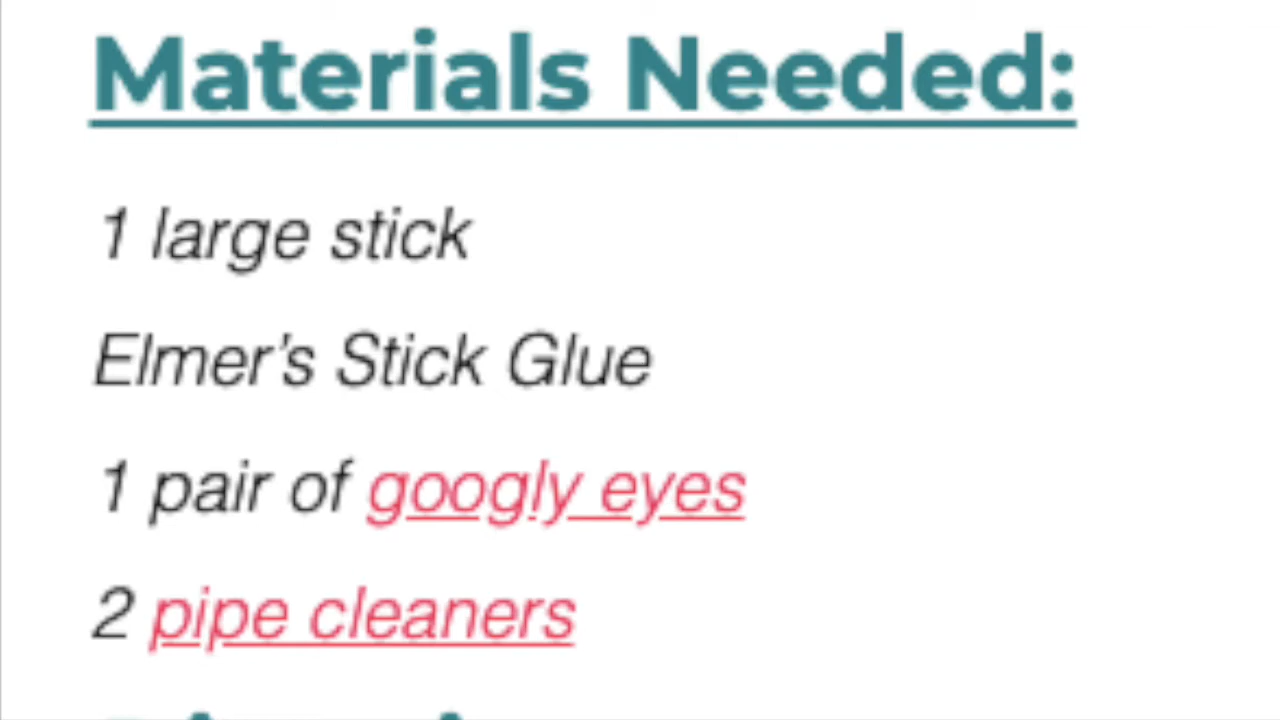 Materials Needed:
1 large stick
Elmer’s Stick Glue
1 pair of googly eyes
2 pipe cleaners